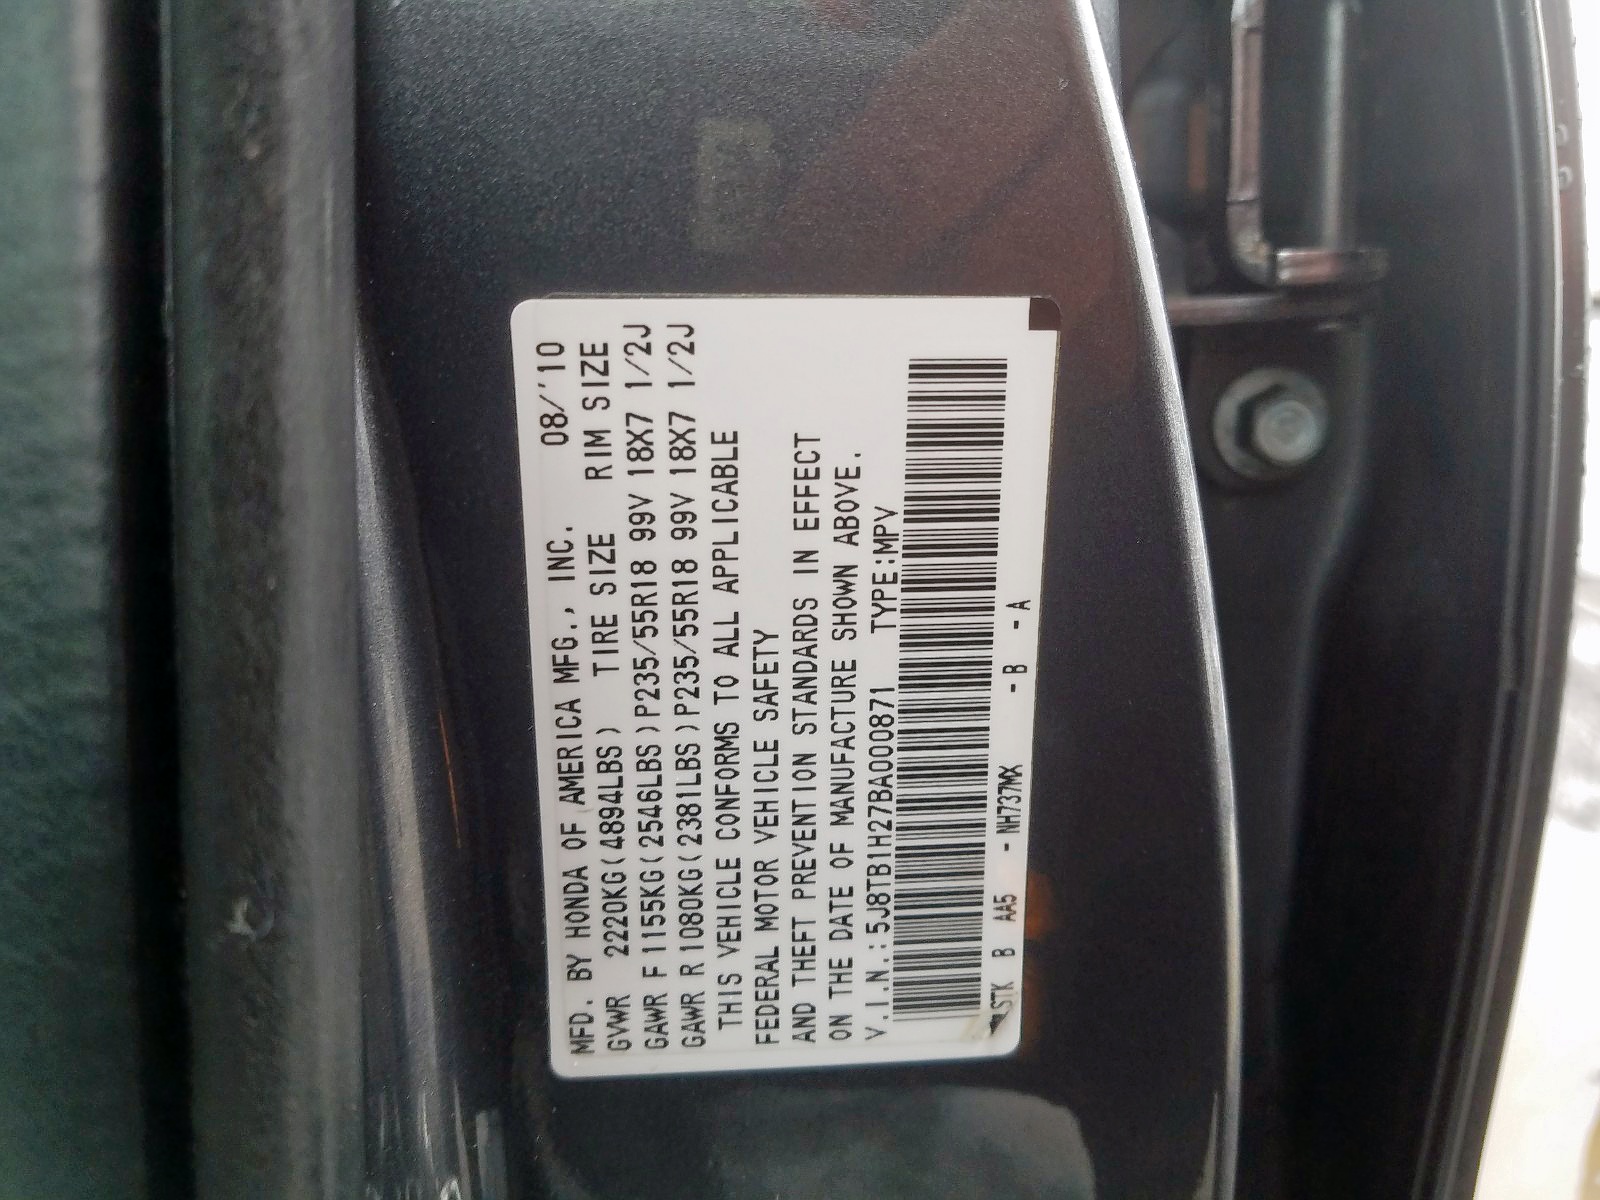 MFD. BY HONDA OF AMERICA MFG., INC. 08/'10
GVWR 2220KG(4894LBS) TIRE SIZE RIM SIZE
GAWR F 1155KG(2546LBS)P235/55R18 99V 18X7 1/2J
GAWR R 1080KG(2381LBS)P235/55R18 99V 18X7 1/2J
THIS VEHICLE CONFORMS TO ALL APPLICABLE
FEDERAL MOTOR VEHICLE SAFETY
AND THEFT PREVENTION STANDARDS IN EFFECT
ON THE DATE OF MANUFACTURE SHOWN ABOVE.
V.I.N.:5J8TB1H27BA000871 TYPE:MPV
STK B AA5 -NH737MX -B -A